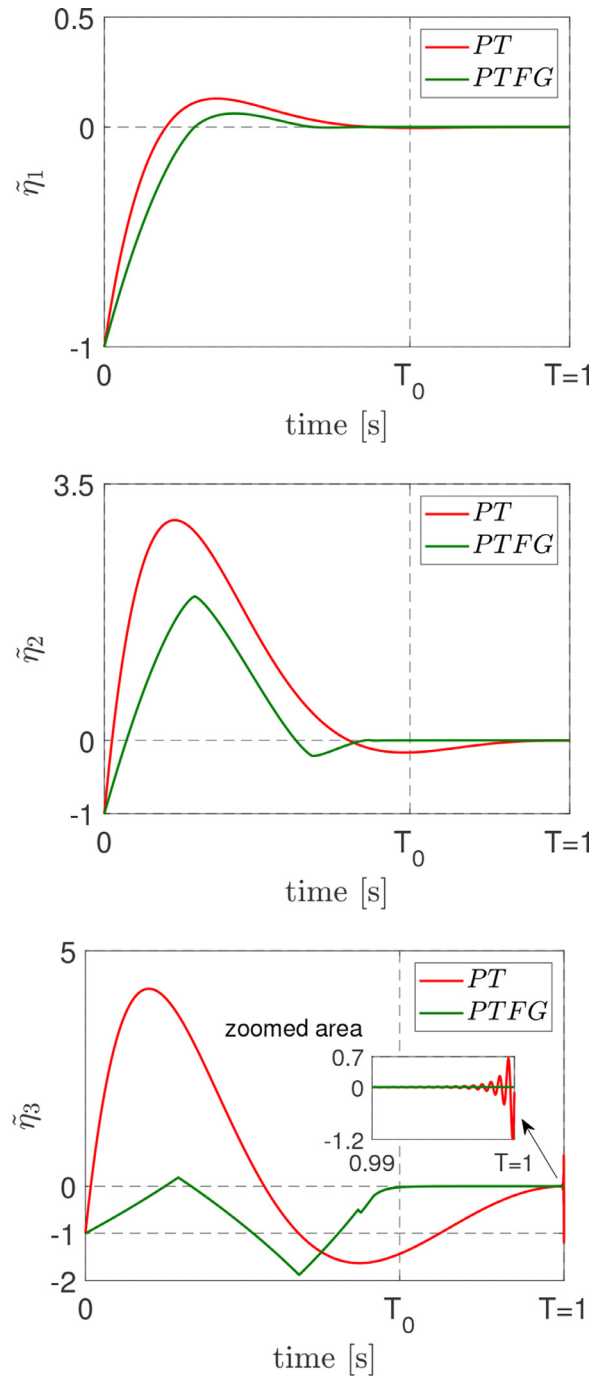 0.5
PT
PTFG
0
η̃₁
-1
0
T₀
T=1
time [s]
3.5
PT
PTFG
η̃₂
0
-1
0
T₀
T=1
time [s]
5
PT
PTFG
zoomed area
0.7
0
-1.2
0.99
T=1
η̃₃
0
-1
-2
0
T₀
T=1
time [s]